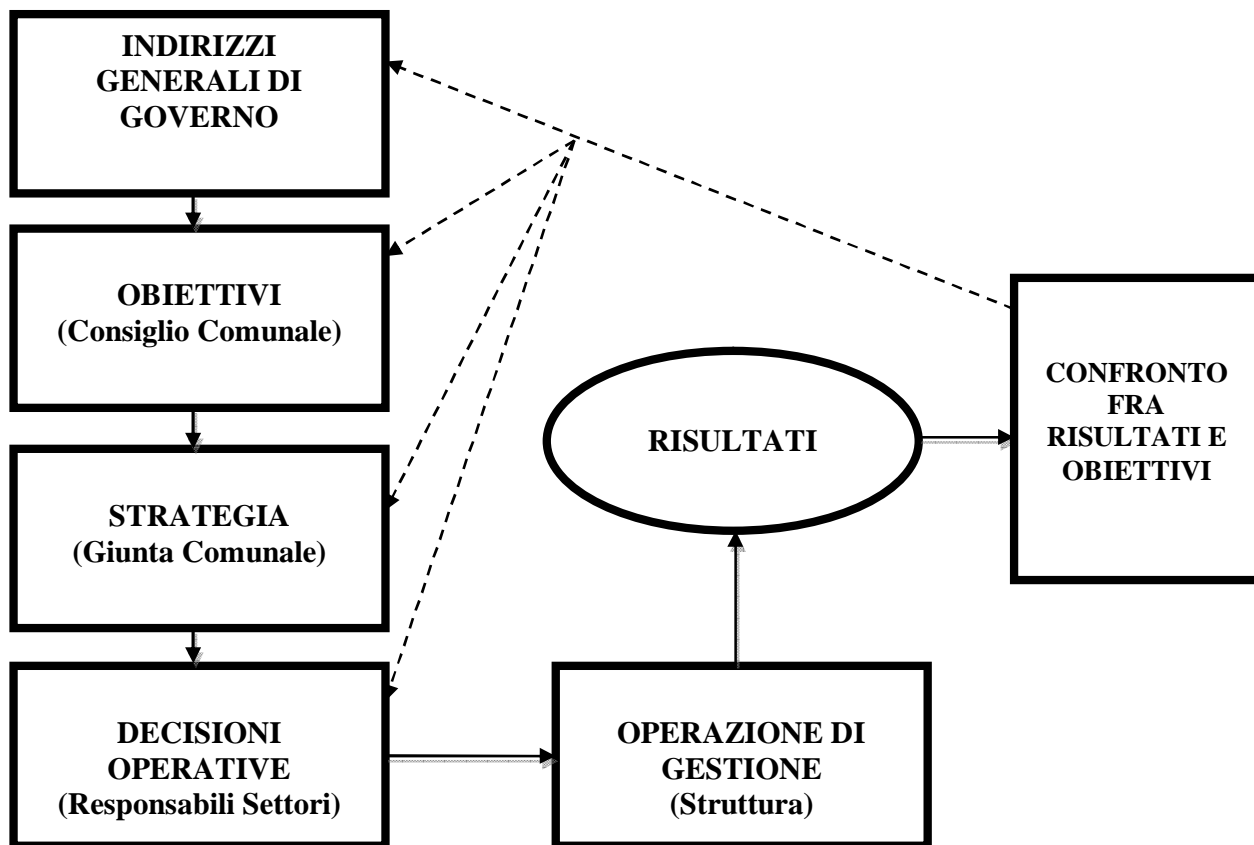 INDIRIZZI
GENERALI DI
GOVERNO
OBIETTIVI
(Consiglio Comunale)
STRATEGIA
(Giunta Comunale)
DECISIONI
OPERATIVE
(Responsabili Settori)
OPERAZIONE DI
GESTIONE
(Struttura)
RISULTATI
CONFRONTO
FRA
RISULTATI E
OBIETTIVI